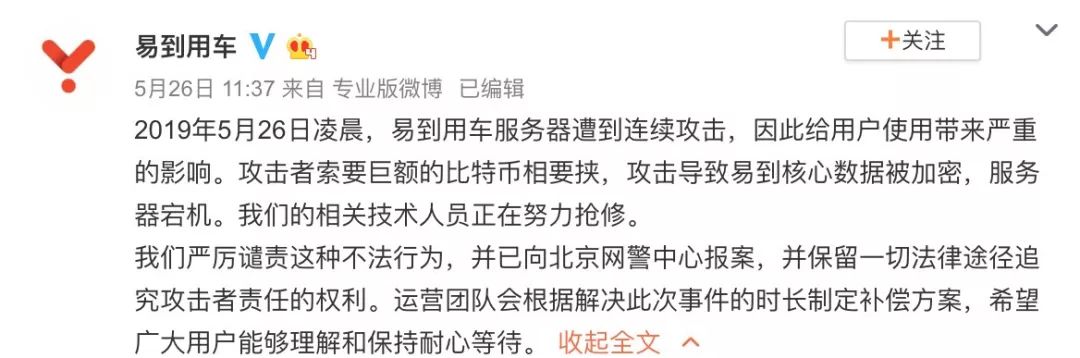 易到用车
+关注
5月26日 11:37 来自 专业版微博 已编辑
2019年5月26日凌晨，易到用车服务器遭到连续攻击，因此给用户使用带来严重
的影响。攻击者索要巨额的比特币相要挟，攻击导致易到核心数据被加密，服务
器宕机。我们的相关技术人员正在努力抢修。
我们严厉谴责这种不法行为，并已向北京网警中心报案，并保留一切法律途径追
究攻击者责任的权利。运营团队会根据解决此次事件的时长制定补偿方案，希望
广大用户能够理解和保持耐心等待。 收起全文